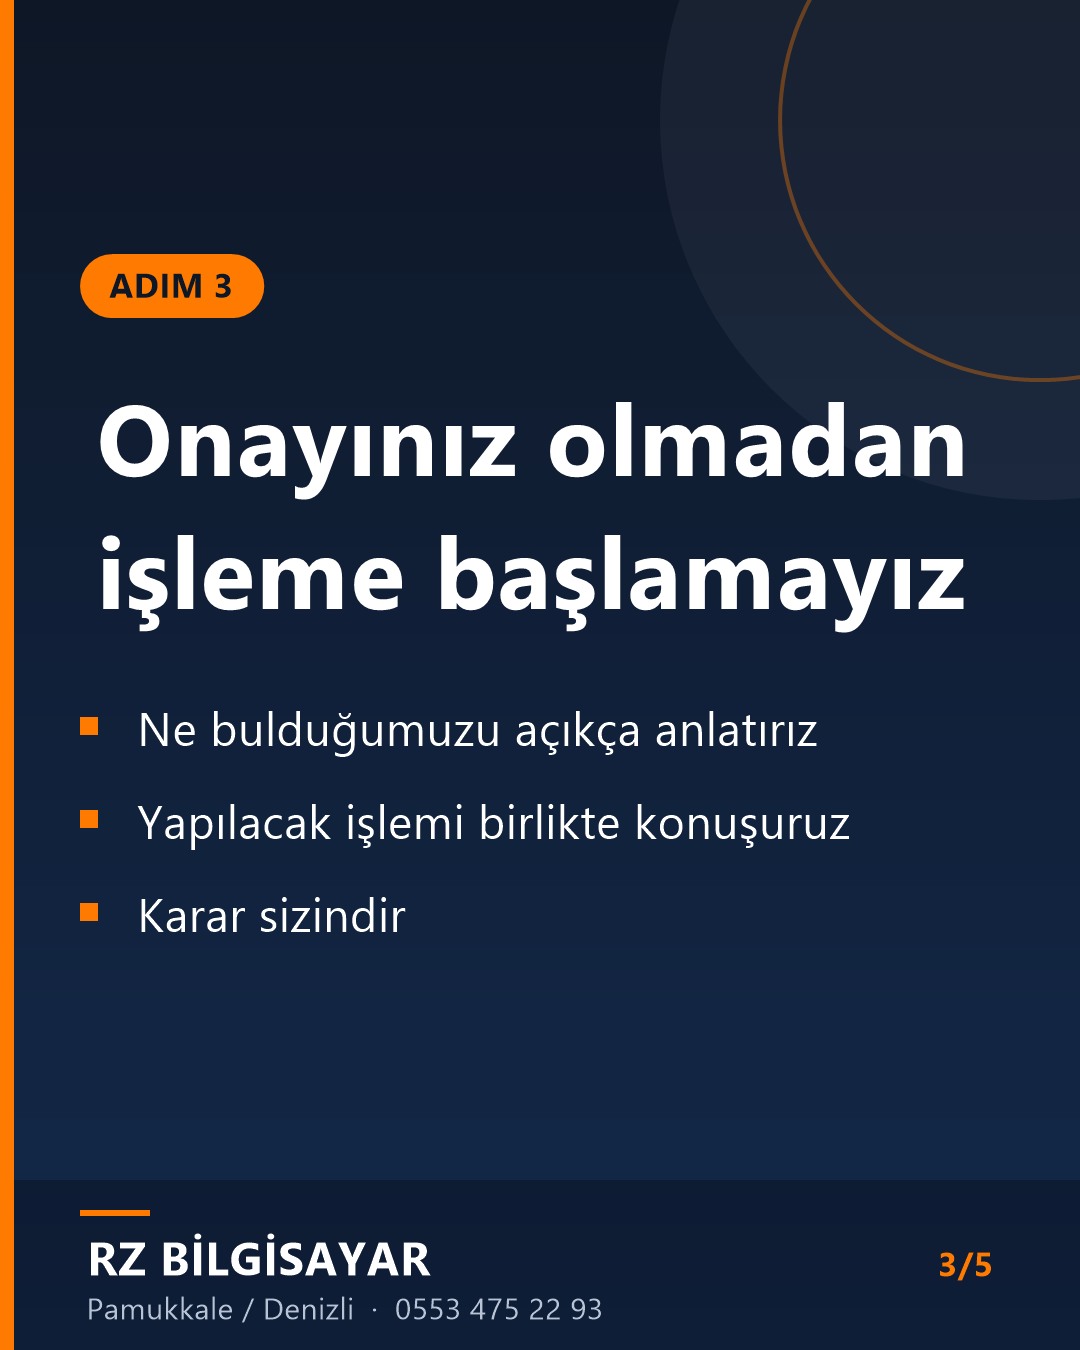 ADIM 3
Onayınız olmadan
işleme başlamayız
Ne bulduğumuzu açıkça anlatırız
Yapılacak işlemi birlikte konuşuruz
Karar sizindir
RZ BİLGİSAYAR
3/5
Pamukkale / Denizli · 0553 475 22 93